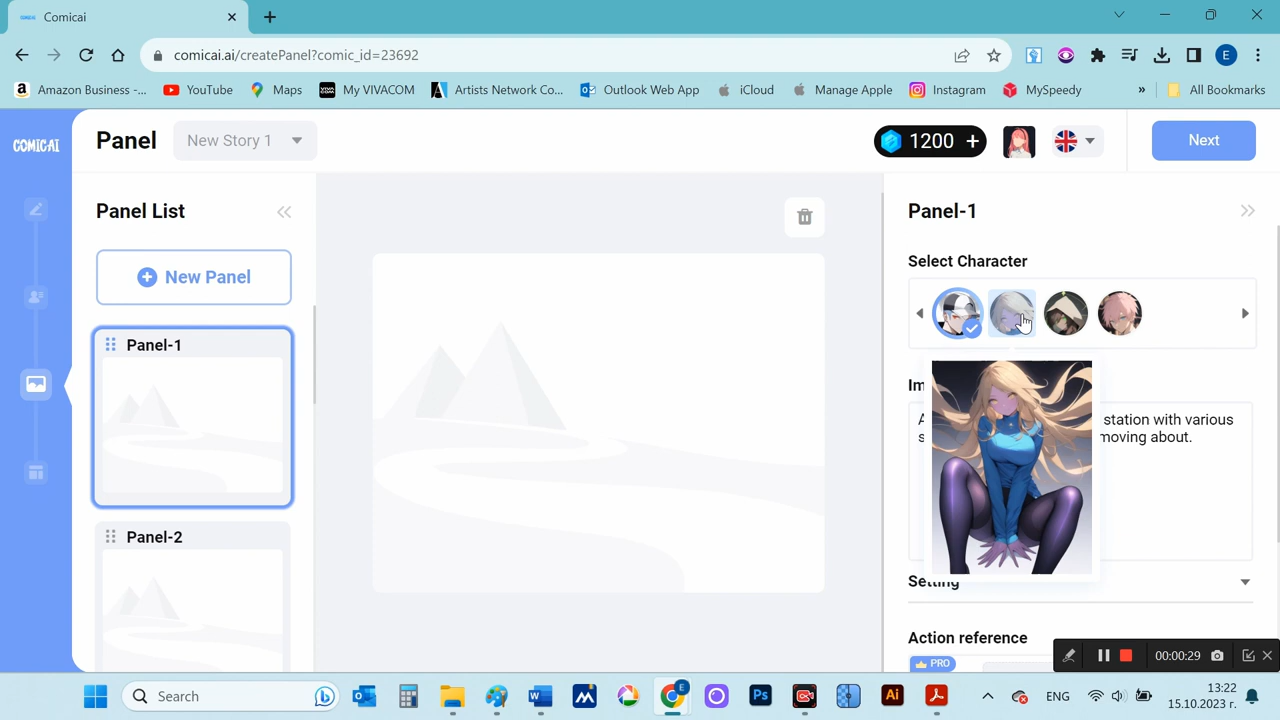 Comicai
comicai.ai/createPanel?comic_id=23692
E
Amazon Business -...
YouTube
Maps
My VIVACOM
Artists Network Co...
Outlook Web App
iCloud
Manage Apple
Instagram
MySpeedy
»
All Bookmarks
COMICAI
Panel
New Story 1
1200 +
Next
Panel List
New Panel
Panel-1
Panel-2
Panel-1
Select Character
Im
A station with various
s moving about.
Setting
Action reference
PRO
00:00:29
Search
ЕНГ
13:22
15.10.2023 г.